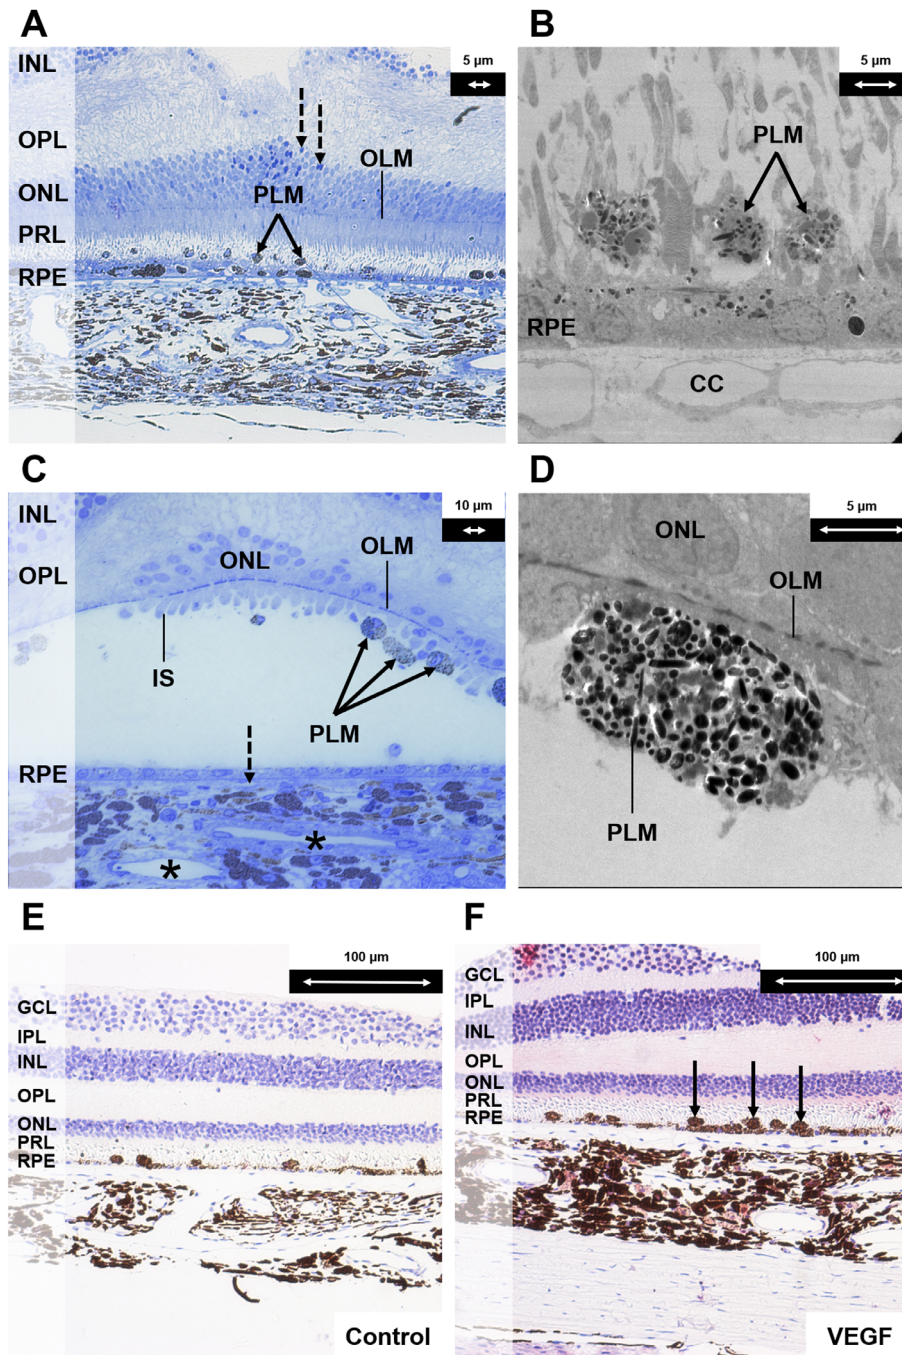 A
5 µm
INL
OPL
OLM
ONL
PLM
PRL
RPE
B
5 µm
PLM
RPE
CC
C
10 µm
INL
OLM
ONL
OPL
IS
PLM
RPE
*
*
D
5 µm
ONL
OLM
PLM
E
100 µm
GCL
IPL
INL
OPL
ONL
PRL
RPE
Control
F
100 µm
GCL
IPL
INL
OPL
ONL
PRL
RPE
VEGF